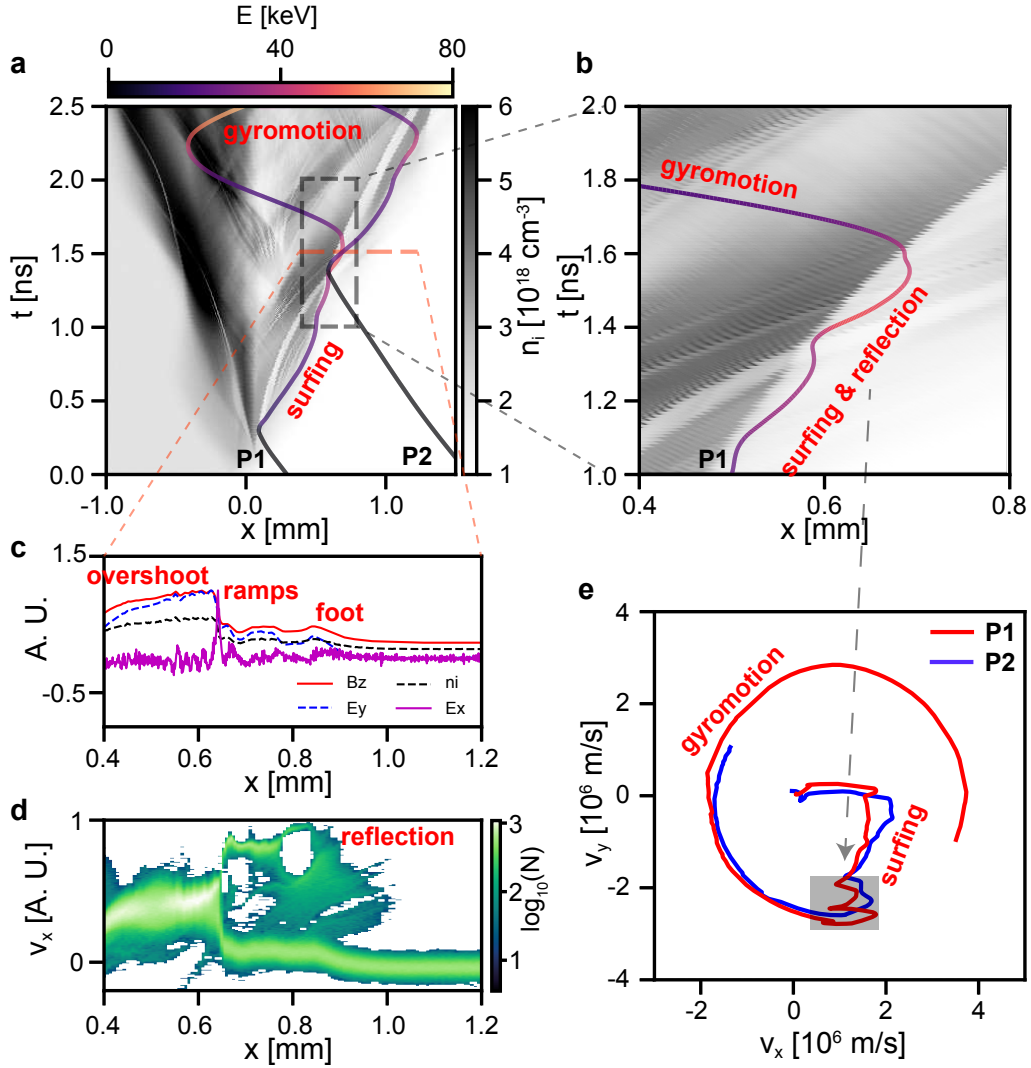 E [keV]
0 40 80
a
2.5
2.0
1.5
1.0
0.5
0.0
t [ns]
gyromotion
surfing
P1 P2
-1.0 0.0 1.0
x [mm]
6
5
4
3
2
1
n_i [10^18 cm^-3]
b
2.0
1.8
1.6
1.4
1.2
1.0
t [ns]
gyromotion
surfing & reflection
P1
0.4 0.6 0.8
x [mm]
c
1.5
-0.5
A. U.
overshoot
ramps
foot
Bz ni
Ey Ex
0.4 0.6 0.8 1.0 1.2
x [mm]
d
1
0
v_x [A. U.]
reflection
3
2
1
log_10(N)
0.4 0.6 0.8 1.0 1.2
x [mm]
e
4
2
0
-2
-4
v_y [10^6 m/s]
P1
P2
gyromotion
surfing
-2 0 2 4
v_x [10^6 m/s]